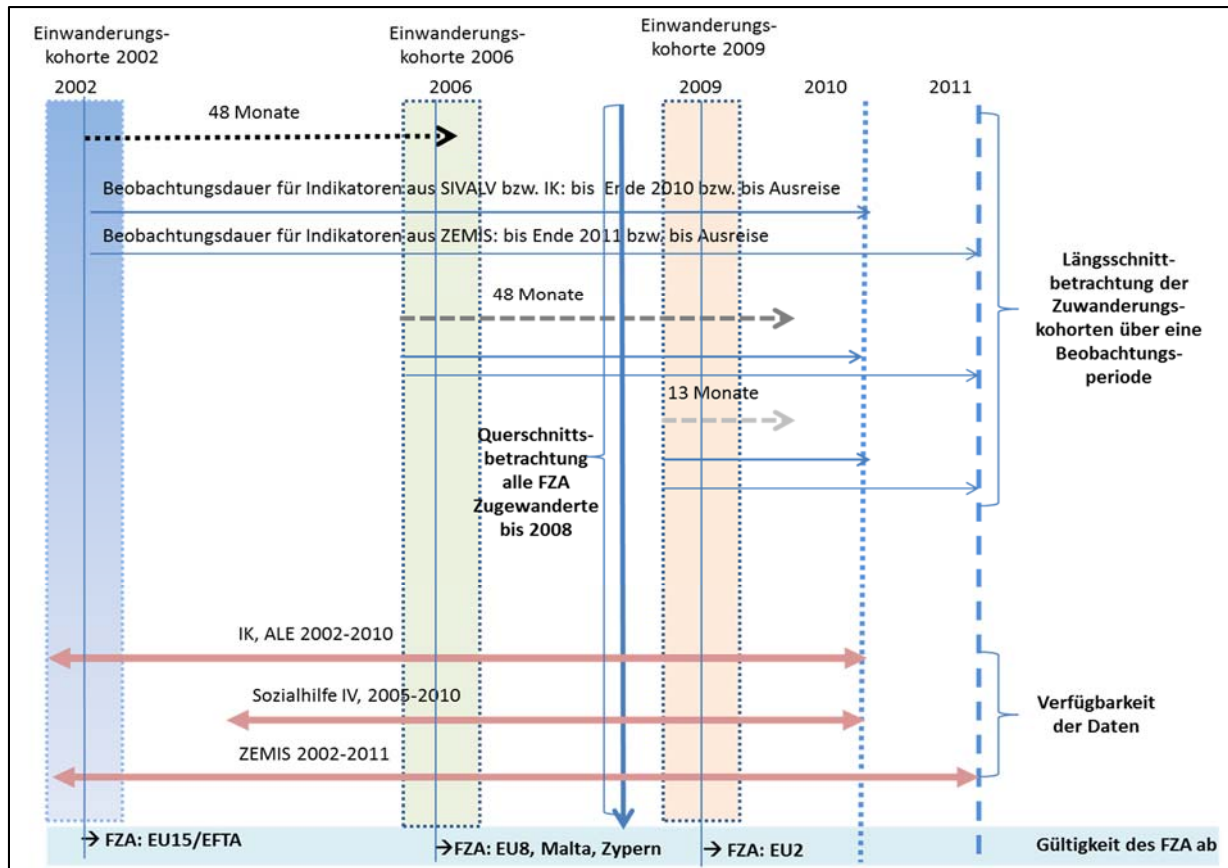 Einwanderungs-
kohorte 2002
Einwanderungs-
kohorte 2006
Einwanderungs-
kohorte 2009
2002
2006
2009
2010
2011
48 Monate
Beobachtungsdauer für Indikatoren aus SIVALV bzw. IK: bis Ende 2010 bzw. bis Ausreise
Beobachtungsdauer für Indikatoren aus ZEMIS: bis Ende 2011 bzw. bis Ausreise
48 Monate
13 Monate
Längsschnitt-
betrachtung der
Zuwanderungs-
kohorten über eine
Beobachtungs-
periode
Querschnitts-
betrachtung
alle FZA
Zugewanderte
bis 2008
IK, ALE 2002-2010
Sozialhilfe IV, 2005-2010
ZEMIS 2002-2011
Verfügbarkeit
der Daten
→ FZA: EU15/EFTA
→FZA: EU8, Malta, Zypern
→ FZA: EU2
Gültigkeit des FZA ab